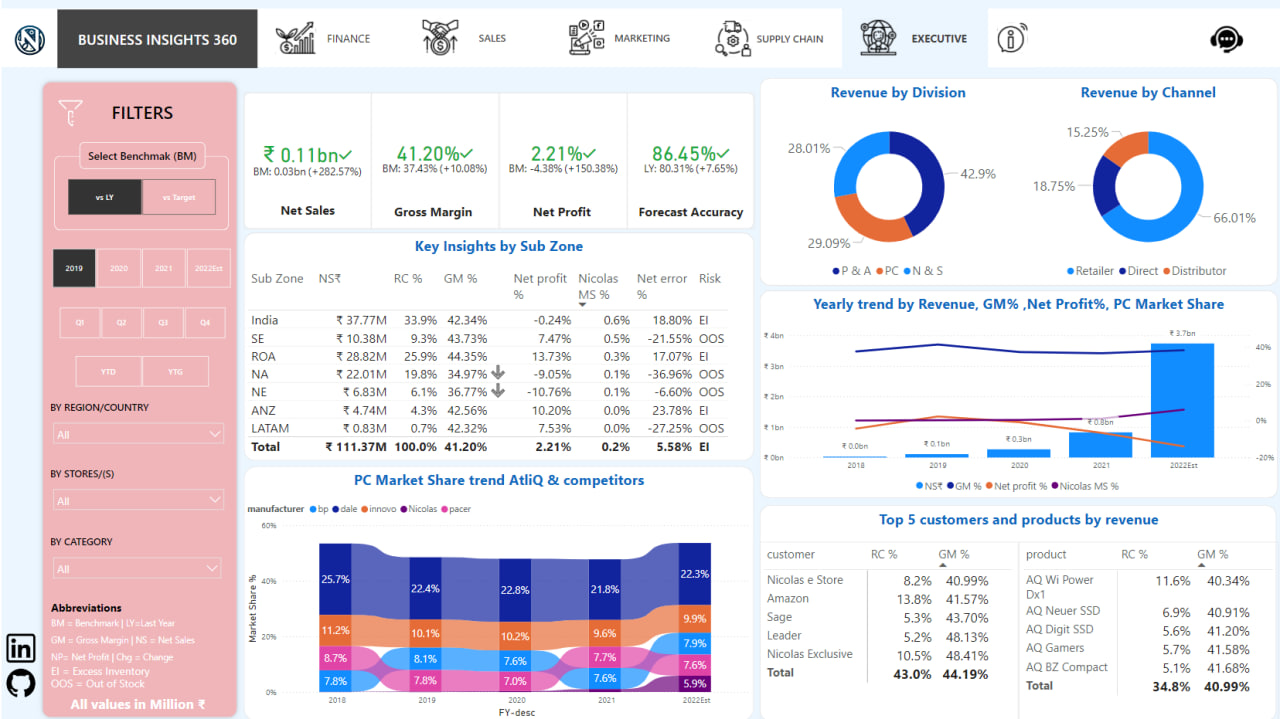 BUSINESS INSIGHTS 360
FINANCE
SALES
MARKETING
SUPPLY CHAIN
EXECUTIVE
FILTERS
Select Benchmak (BM)
vs LY
vs Target
2019
2020
2021
2022Est
Q1
Q2
Q3
Q4
YTD
YTG
BY REGION/COUNTRY
All
BY STORES/(S)
All
BY CATEGORY
All
Abbreviations
BM = Benchmark | LY=Last Year
GM = Gross Margin | NS = Net Sales
NP= Net Profit | Chg = Change
EI = Excess Inventory
OOS = Out of Stock
All values in Million ₹
₹ 0.11bn
BM: 0.03bn (+282.57%)
Net Sales
41.20%
BM: 37.43% (+10.08%)
Gross Margin
2.21%
BM: -4.38% (+150.38%)
Net Profit
86.45%
LY: 80.31% (+7.65%)
Forecast Accuracy
Key Insights by Sub Zone
Sub Zone NS₹ RC % GM % Net profit % Nicolas MS % Net error % Risk
India ₹ 37.77M 33.9% 42.34% -0.24% 0.6% 18.80% EI
SE ₹ 10.38M 9.3% 43.73% 7.47% 0.5% -21.55% OOS
ROA ₹ 28.82M 25.9% 44.35% 13.73% 0.3% 17.07% EI
NA ₹ 22.01M 19.8% 34.97% -9.05% 0.1% -36.96% OOS
NE ₹ 6.83M 6.1% 36.77% -10.76% 0.1% -6.60% OOS
ANZ ₹ 4.74M 4.3% 42.56% 10.20% 0.0% 23.78% EI
LATAM ₹ 0.83M 0.7% 42.32% 7.53% 0.0% -27.25% OOS
Total ₹ 111.37M 100.0% 41.20% 2.21% 0.2% 5.58% EI
PC Market Share trend AtliQ & competitors
manufacturer bp dale innovo Nicolas pacer
Market Share %
60%
40%
20%
0%
25.7%
11.2%
8.7%
7.8%
22.4%
10.1%
8.1%
7.8%
22.8%
10.2%
7.6%
7.0%
21.8%
9.6%
7.7%
7.6%
22.3%
9.9%
7.9%
7.6%
5.9%
2018
2019
2020
2021
2022Est
FY-desc
Revenue by Division
28.01%
42.9%
29.09%
P & A PC N & S
Revenue by Channel
15.25%
18.75%
66.01%
Retailer Direct Distributor
Yearly trend by Revenue, GM% ,Net Profit%, PC Market Share
₹ 4bn
₹ 3bn
₹ 2bn
₹ 1bn
₹ 0bn
₹ 0.0bn
₹ 0.1bn
₹ 0.3bn
₹ 0.8bn
₹ 3.7bn
40%
20%
0%
-20%
2018
2019
2020
2021
2022Est
NS₹ GM % Net profit % Nicolas MS %
Top 5 customers and products by revenue
customer RC % GM %
Nicolas e Store 8.2% 40.99%
Amazon 13.8% 41.57%
Sage 5.3% 43.70%
Leader 5.2% 48.13%
Nicolas Exclusive 10.5% 48.41%
Total 43.0% 44.19%
product RC % GM %
AQ Wi Power Dx1 11.6% 40.34%
AQ Neuer SSD 6.9% 40.91%
AQ Digit SSD 5.6% 41.20%
AQ Gamers 5.7% 41.58%
AQ BZ Compact 5.1% 41.68%
Total 34.8% 40.99%
in